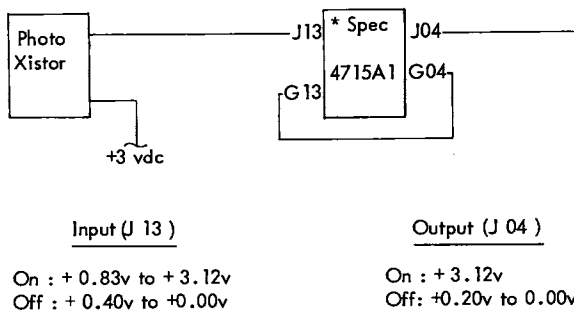 Photo
Xistor
+3 vdc
J13
* Spec
J04
4715A1
G04
G13
Input (J 13 )
On : + 0.83v to + 3.12v
Off : + 0.40v to +0.00v
Output (J 04 )
On : + 3.12v
Off: +0.20v to 0.00v